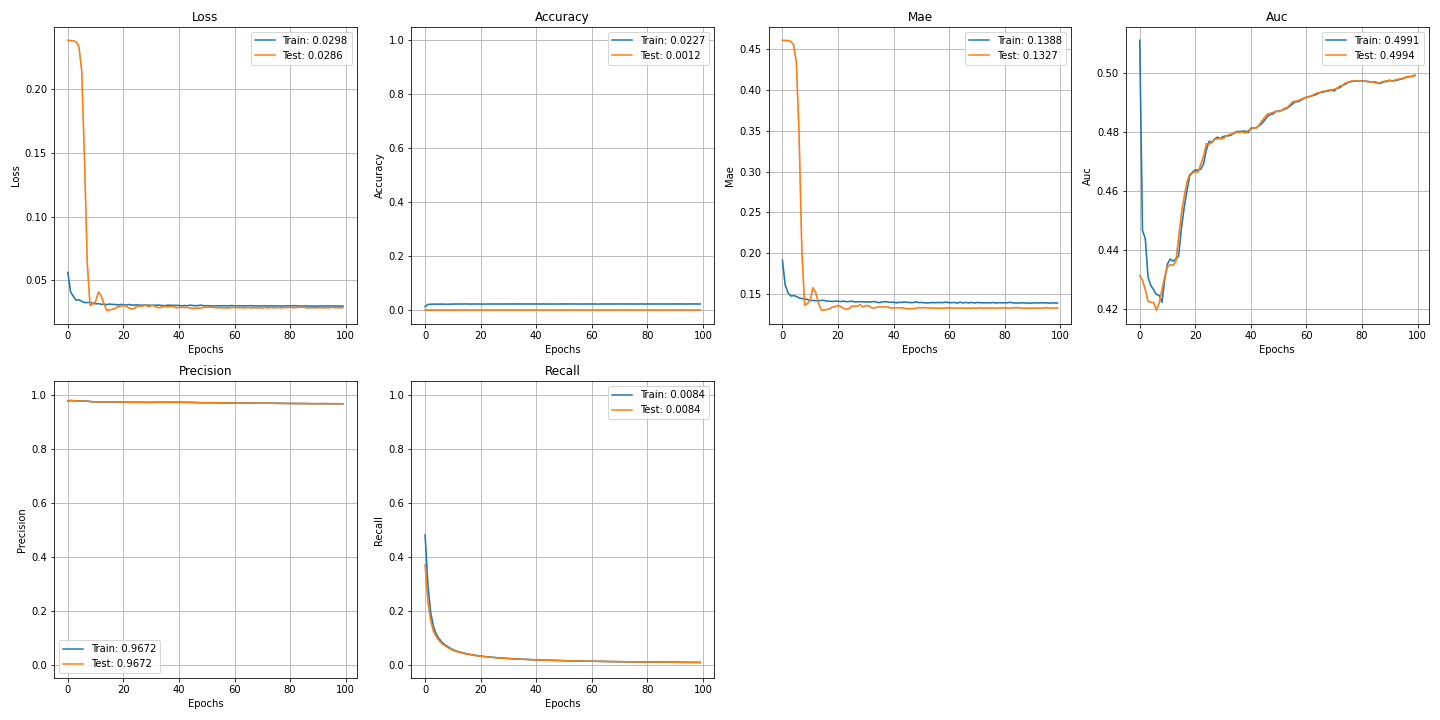 Loss
Train: 0.0298
Test: 0.0286
0.20
0.15
0.10
0.05
Loss
0 20 40 60 80 100
Epochs
Accuracy
Train: 0.0227
Test: 0.0012
1.0
0.8
0.6
0.4
0.2
0.0
Accuracy
0 20 40 60 80 100
Epochs
Mae
Train: 0.1388
Test: 0.1327
0.45
0.40
0.35
0.30
0.25
0.20
0.15
Mae
0 20 40 60 80 100
Epochs
Auc
Train: 0.4991
Test: 0.4994
0.50
0.48
0.46
0.44
0.42
Auc
0 20 40 60 80 100
Epochs
Precision
1.0
0.8
0.6
0.4
0.2
0.0
Precision
Train: 0.9672
Test: 0.9672
0 20 40 60 80 100
Epochs
Recall
Train: 0.0084
Test: 0.0084
1.0
0.8
0.6
0.4
0.2
0.0
Recall
0 20 40 60 80 100
Epochs